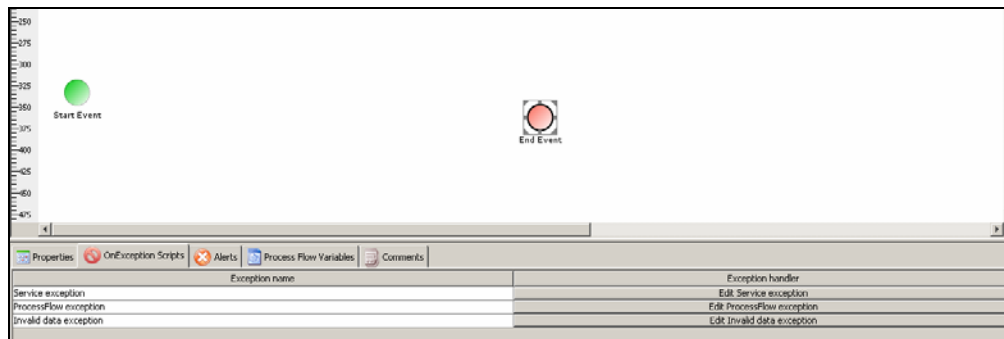 250
275
300
325
350
Start Event
375
End Event
400
425
450
475
Properties OnException Scripts Alerts Process Flow Variables Comments
Exception name Exception handler
Service exception Edit Service exception
ProcessFlow exception Edit ProcessFlow exception
Invalid data exception Edit Invalid data exception